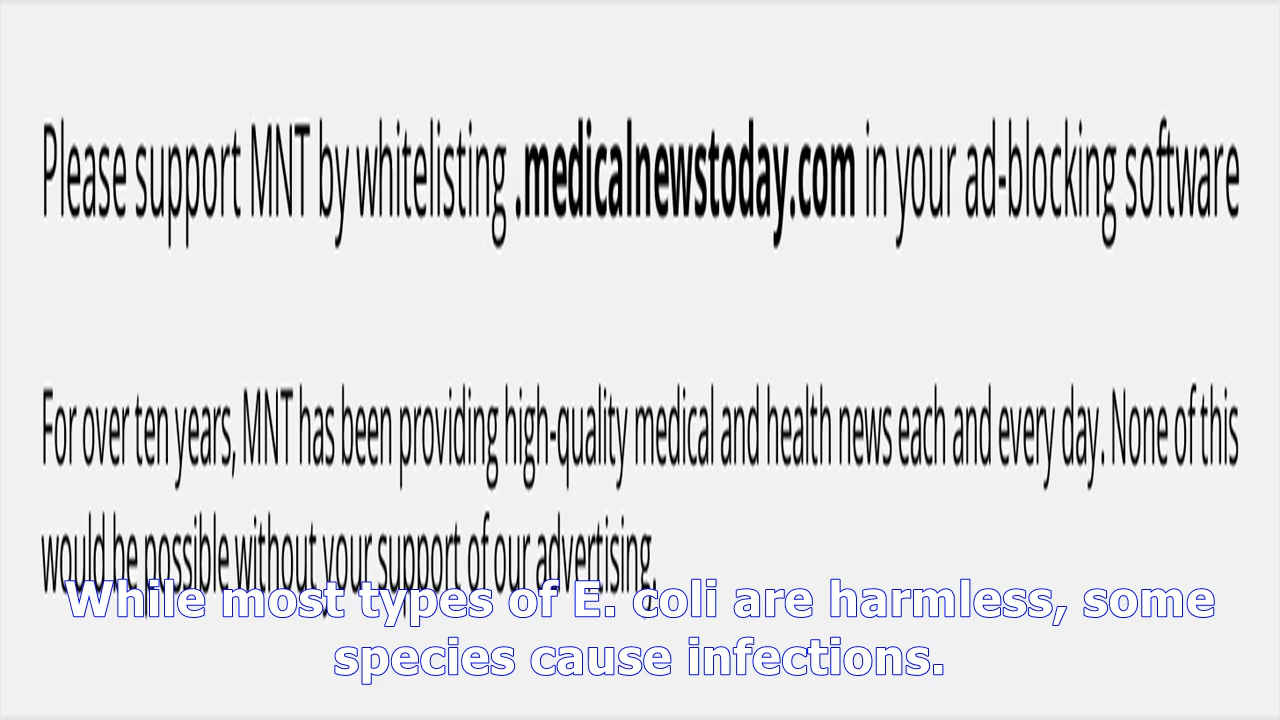 Please support MNT by whitelisting .medicalnewstoday.com in your ad-blocking software
For over ten years, MNT has been providing high-quality medical and health news each and every day. None of this
would be possible without your support of our advertising.
While most types of E. coli are harmless, some
species cause infections.